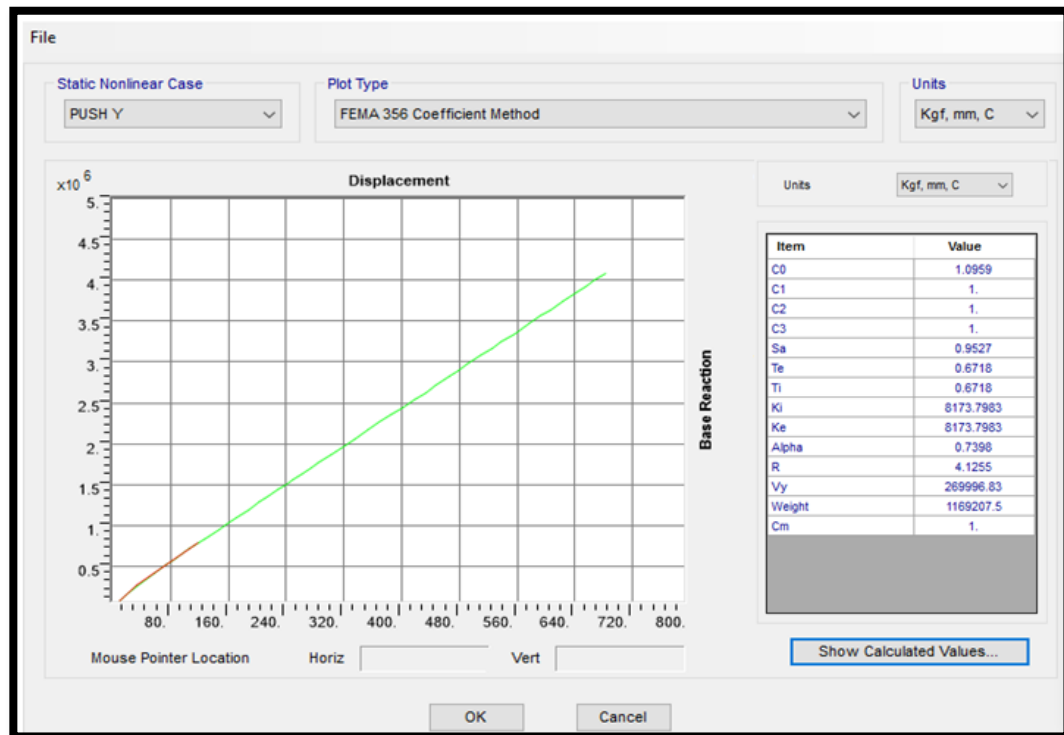 File
Static Nonlinear Case
Plot Type
Units
PUSH Y
FEMA 356 Coefficient Method
Kgf, mm, C
x10 6
Displacement
5.
4.5
4.
3.5
3.
2.5
2.
1.5
1.
0.5
80. 160. 240. 320. 400. 480. 560. 640. 720. 800.
Base Reaction
Mouse Pointer Location Horiz Vert
Units Kgf, mm, C
Item Value
C0 1.0959
C1 1.
C2 1.
C3 1.
Sa 0.9527
Te 0.6718
Ti 0.6718
Ki 8173.7983
Ke 8173.7983
Alpha 0.7398
R 4.1255
Vy 269996.83
Weight 1169207.5
Cm 1.
Show Calculated Values...
OK Cancel